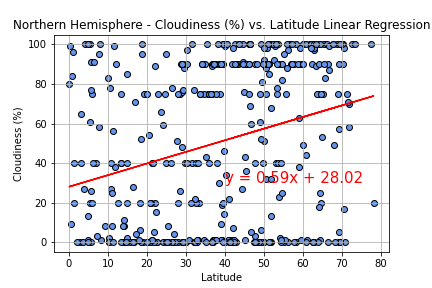 Northern Hemisphere - Cloudiness (%) vs. Latitude Linear Regression
100
80
60
40
20
0
Cloudiness (%)
y = 0.59x + 28.02
0 10 20 30 40 50 60 70 80
Latitude